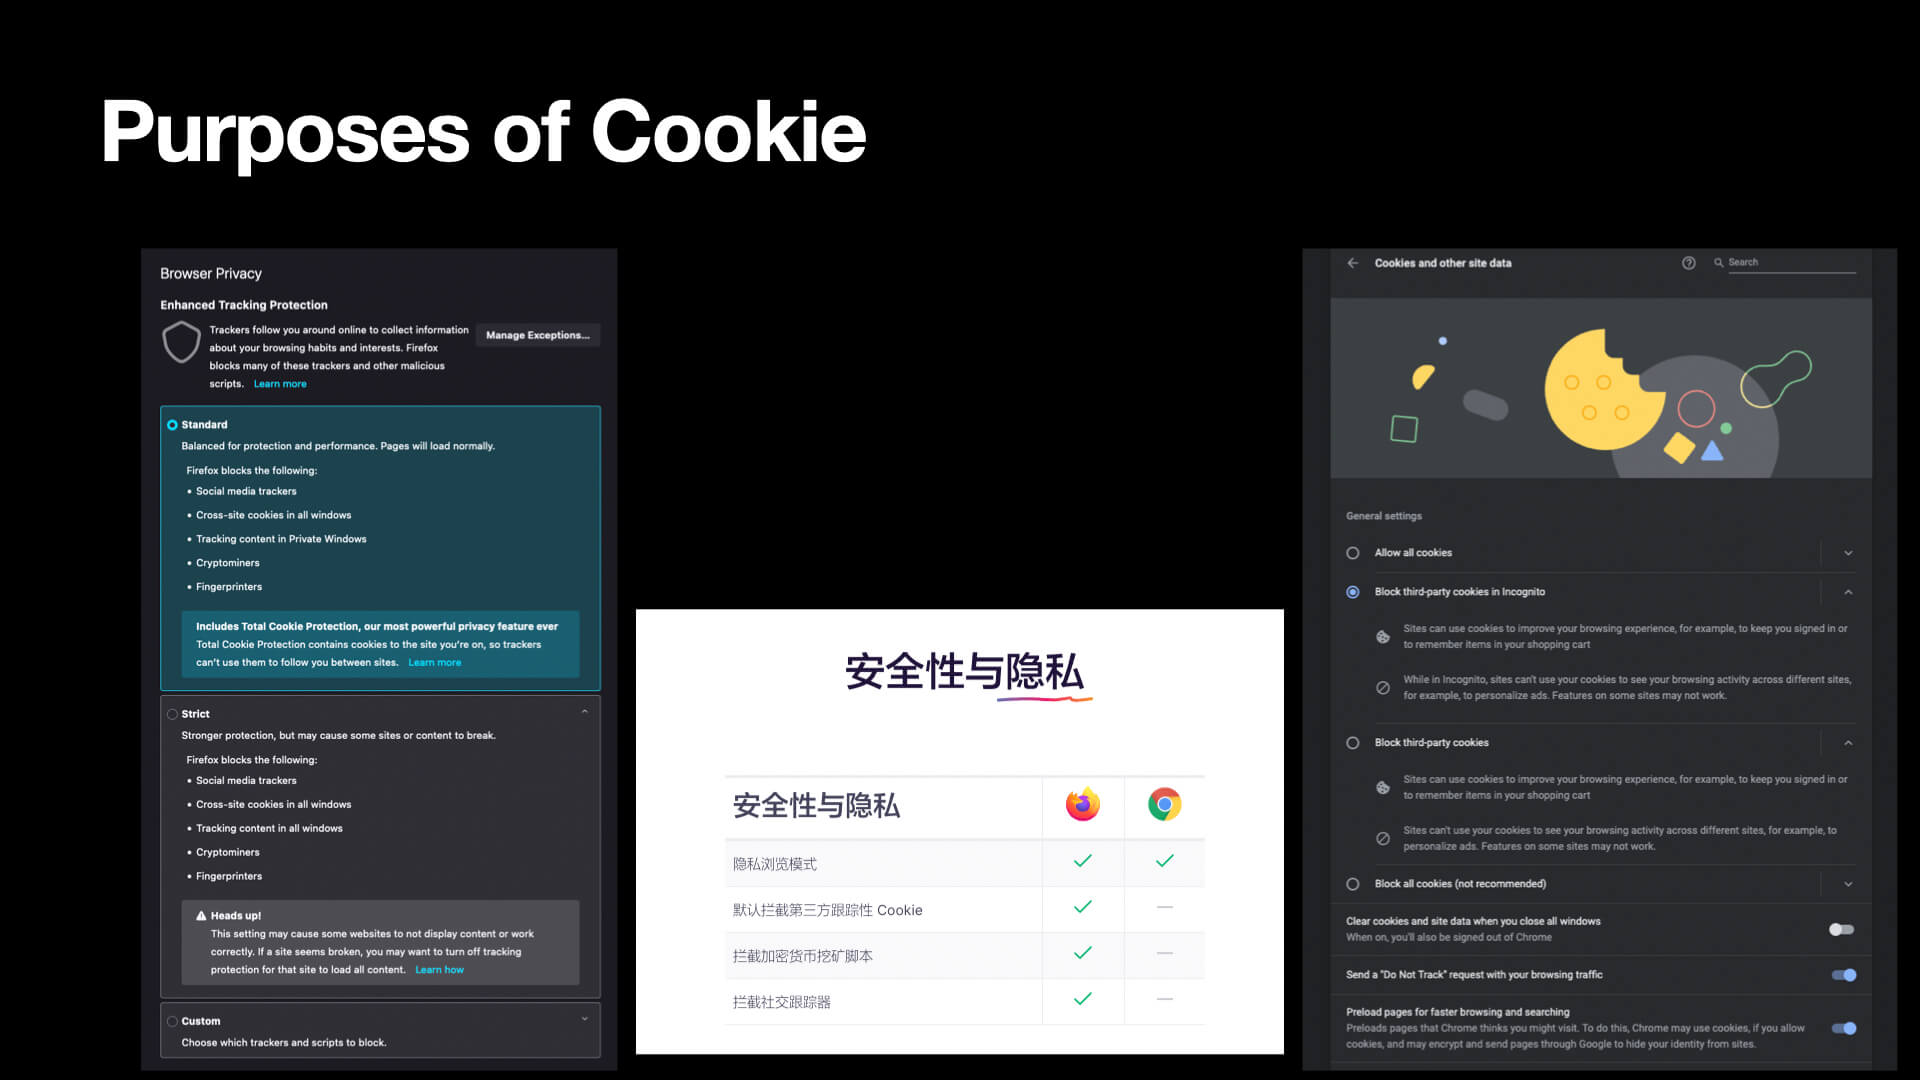 Purposes of Cookie
Browser Privacy
Enhanced Tracking Protection
Trackers follow you around online to collect information
about your browsing habits and interests. Firefox
blocks many of these trackers and other malicious
scripts. Learn more
Manage Exceptions...
Standard
Balanced for protection and performance. Pages will load normally.
Firefox blocks the following:
• Social media trackers
• Cross-site cookies in all windows
• Tracking content in Private Windows
• Cryptominers
• Fingerprinters
Includes Total Cookie Protection, our most powerful privacy feature ever
Total Cookie Protection contains cookies to the site you're on, so trackers
can't use them to follow you between sites. Learn more
Strict
Stronger protection, but may cause some sites or content to break.
Firefox blocks the following:
• Social media trackers
• Cross-site cookies in all windows
• Tracking content in all windows
• Cryptominers
• Fingerprinters
Heads up!
This setting may cause some websites to not display content or work
correctly. If a site seems broken, you may want to turn off tracking
protection for that site to load all content. Learn how
Custom
Choose which trackers and scripts to block.
安全性与隐私
安全性与隐私
隐私浏览模式
默认拦截第三方跟踪性 Cookie
拦截加密货币挖矿脚本
拦截社交跟踪器
Cookies and other site data
Search
General settings
Allow all cookies
Block third-party cookies in Incognito
Sites can use cookies to improve your browsing experience, for example, to keep you signed in or
to remember items in your shopping cart
While in Incognito, sites can't use your cookies to see your browsing activity across different sites,
for example, to personalize ads. Features on some sites may not work.
Block third-party cookies
Sites can use cookies to improve your browsing experience, for example, to keep you signed in or
to remember items in your shopping cart
Sites can't use your cookies to see your browsing activity across different sites, for example, to
personalize ads. Features on some sites may not work.
Block all cookies (not recommended)
Clear cookies and site data when you close all windows
When on, you'll also be signed out of Chrome
Send a "Do Not Track" request with your browsing traffic
Preload pages for faster browsing and searching
Preloads pages that Chrome thinks you might visit. To do this, Chrome may use cookies, if you allow
cookies, and may encrypt and send pages through Google to hide your identity from sites.